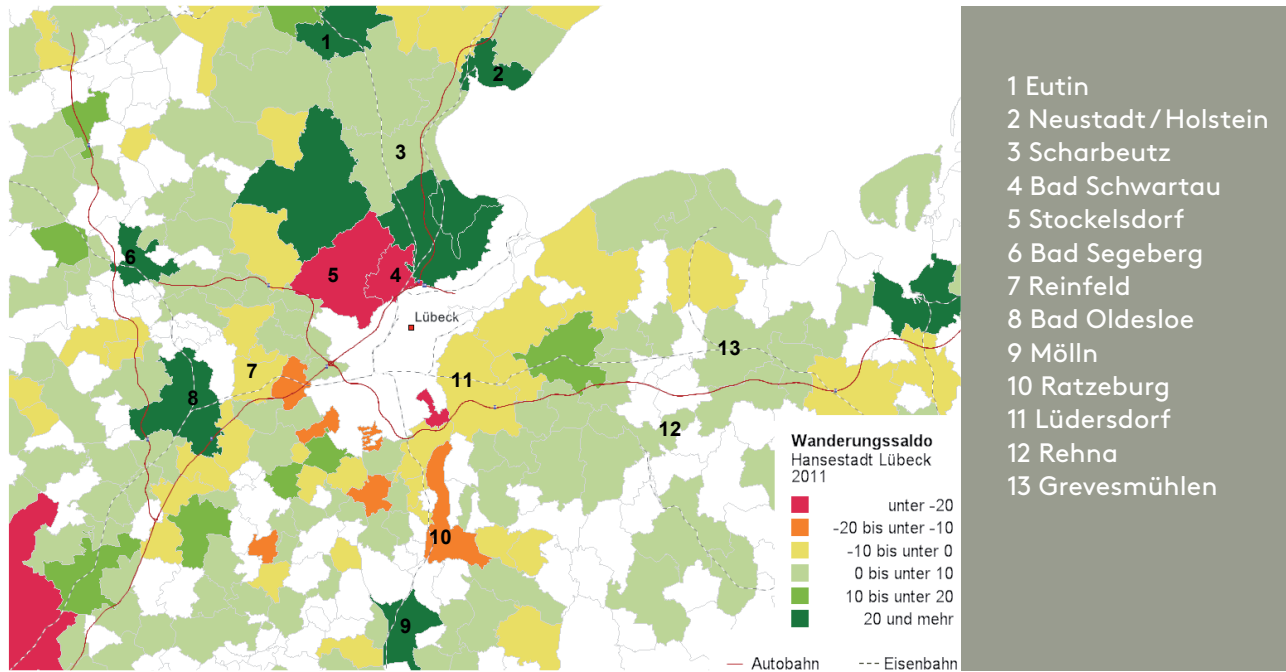 1
2
3
4
5
6
7
8
9
10
11
12
13
Lübeck
Wanderungssaldo
Hansestadt Lübeck
2011
unter -20
-20 bis unter -10
-10 bis unter 0
0 bis unter 10
10 bis unter 20
20 und mehr
Autobahn
Eisenbahn
1 Eutin
2 Neustadt / Holstein
3 Scharbeutz
4 Bad Schwartau
5 Stockelsdorf
6 Bad Segeberg
7 Reinfeld
8 Bad Oldesloe
9 Mölln
10 Ratzeburg
11 Lüdersdorf
12 Rehna
13 Grevesmühlen